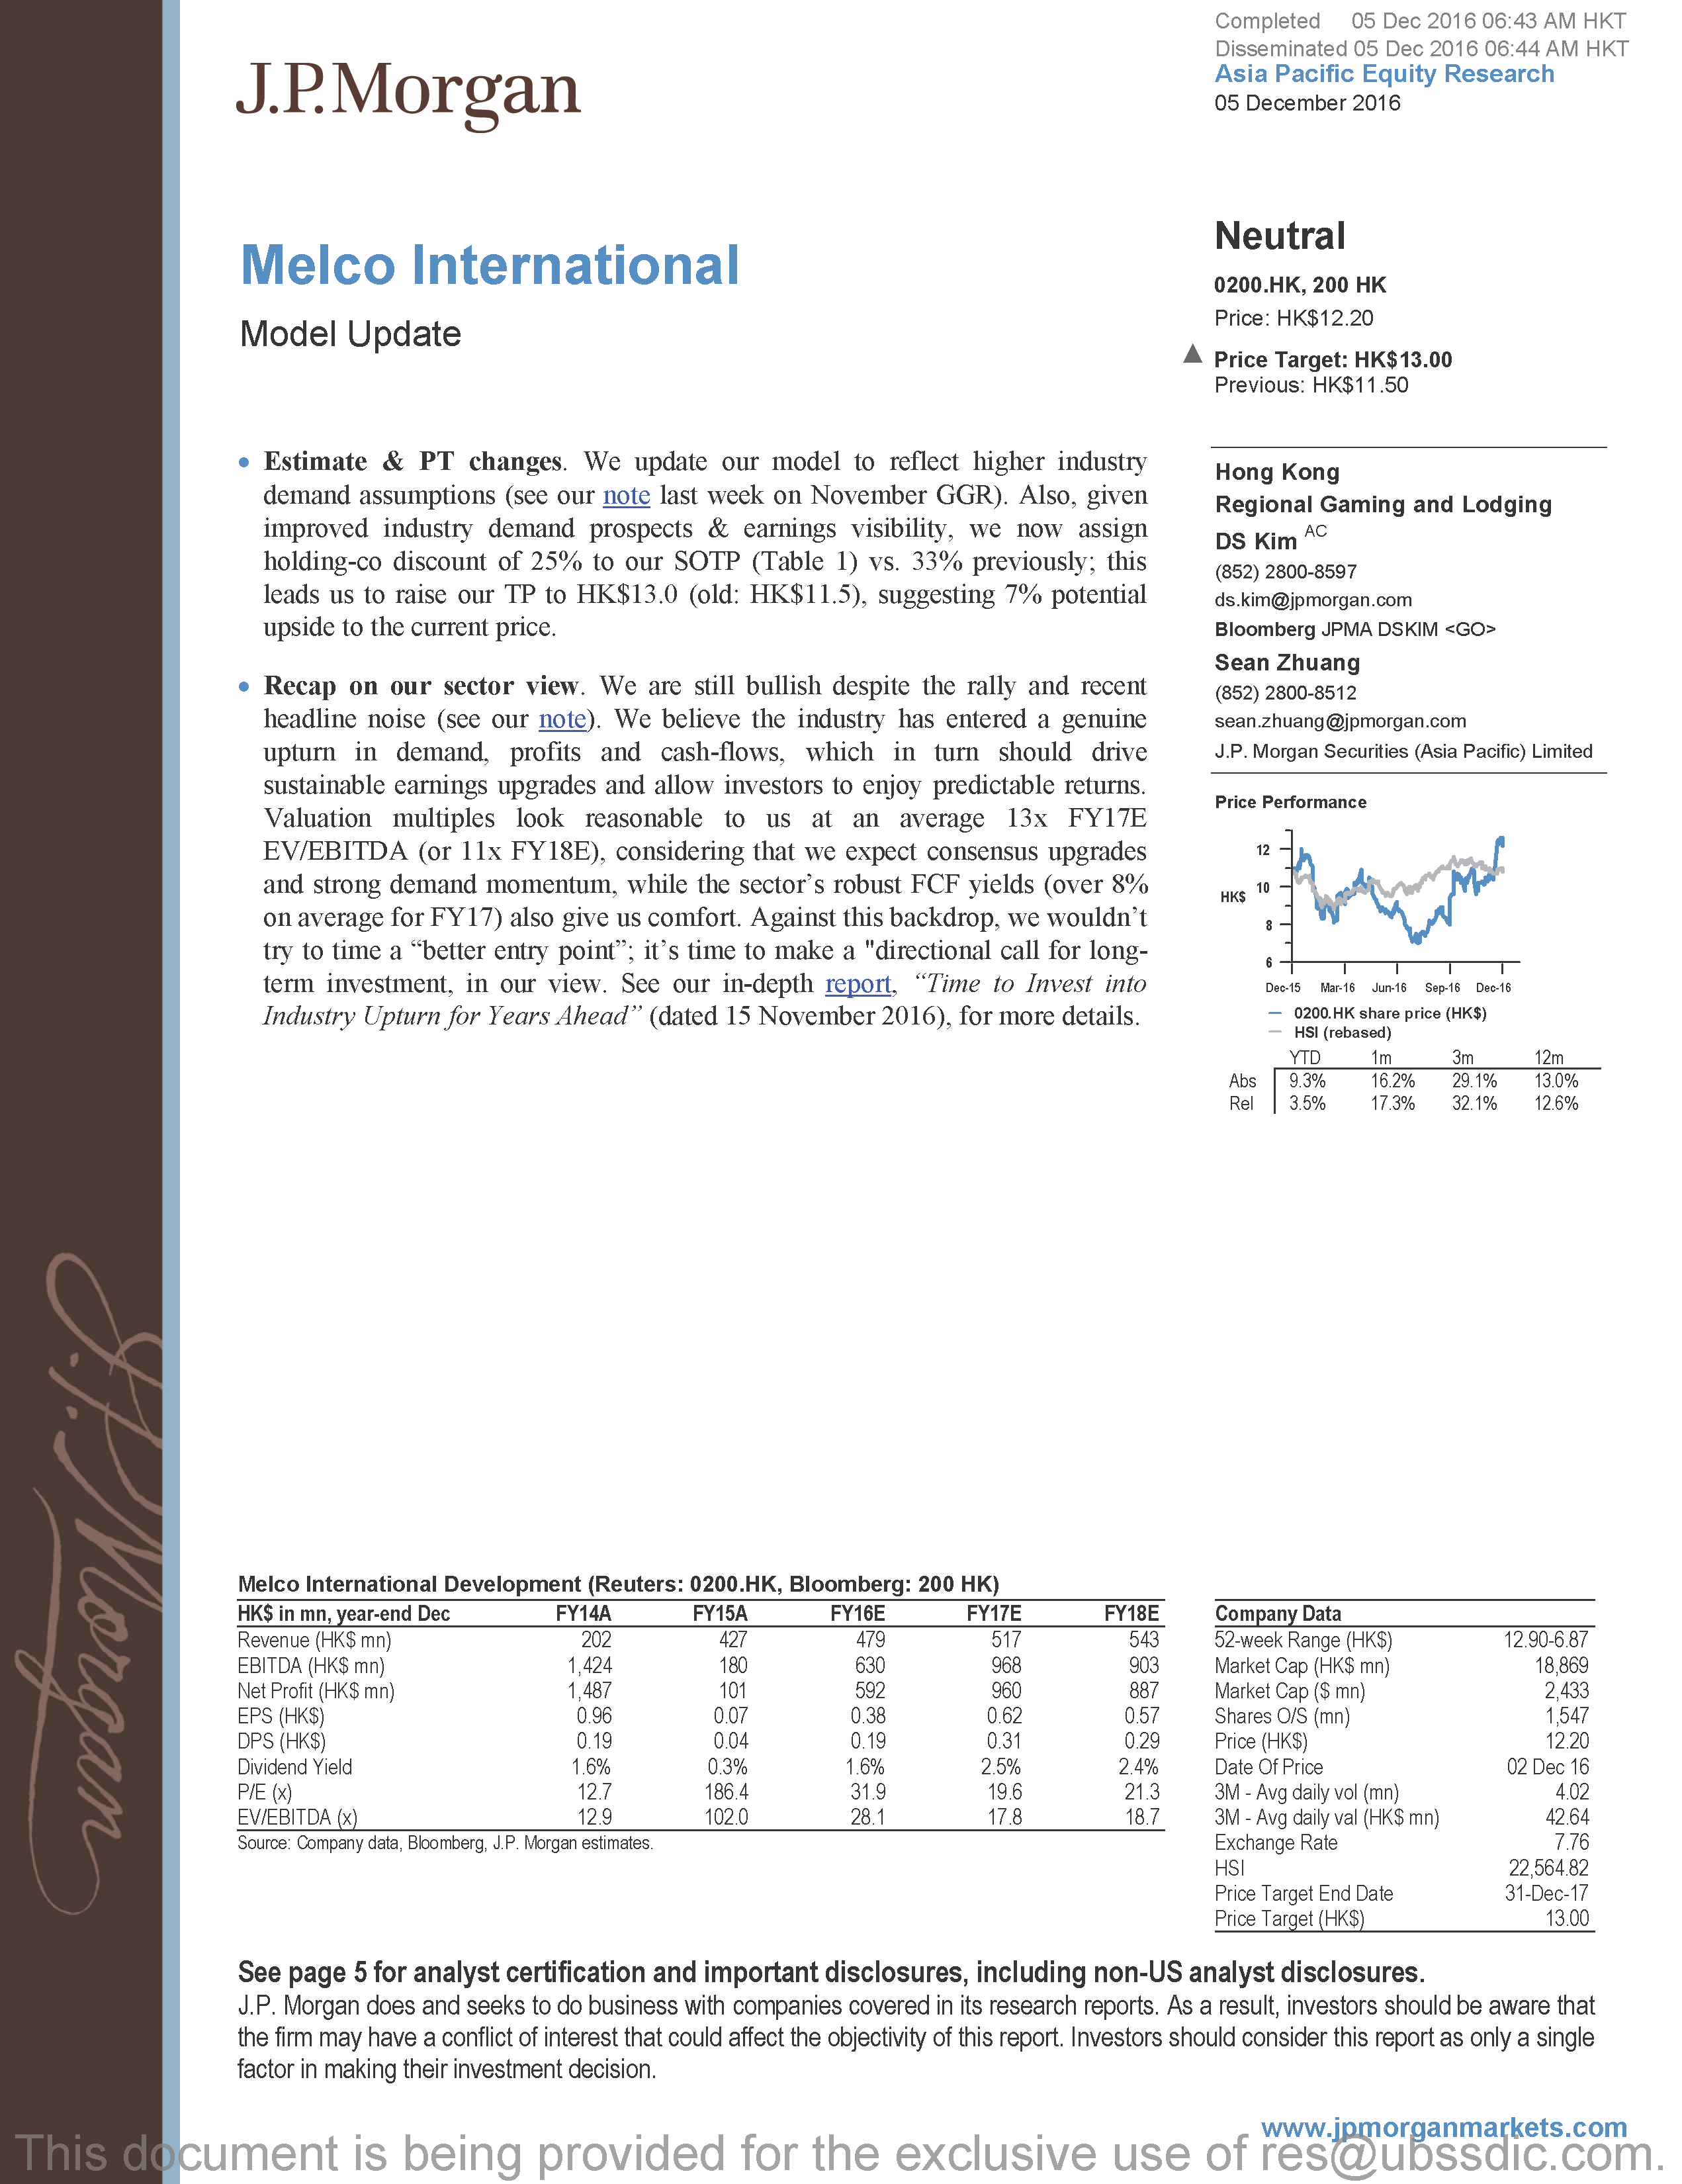 Completed 05 Dec 2016 06:43 AM HKT
Disseminated 05 Dec 2016 06:44 AM HKT
Asia Pacific Equity Research
05 December 2016
J.P.Morgan
Melco International
Model Update
Neutral
0200.HK, 200 HK
Price: HK$12.20
▲ Price Target: HK$13.00
Previous: HK$11.50
• Estimate & PT changes. We update our model to reflect higher industry
demand assumptions (see our note last week on November GGR). Also, given
improved industry demand prospects & earnings visibility, we now assign
holding-co discount of 25% to our SOTP (Table 1) vs. 33% previously; this
leads us to raise our TP to HK$13.0 (old: HK$11.5), suggesting 7% potential
upside to the current price.
• Recap on our sector view. We are still bullish despite the rally and recent
headline noise (see our note). We believe the industry has entered a genuine
upturn in demand, profits and cash-flows, which in turn should drive
sustainable earnings upgrades and allow investors to enjoy predictable returns.
Valuation multiples look reasonable to us at an average 13x FY17E
EV/EBITDA (or 11x FY18E), considering that we expect consensus upgrades
and strong demand momentum, while the sector's robust FCF yields (over 8%
on average for FY17) also give us comfort. Against this backdrop, we wouldn't
try to time a “better entry point”; it's time to make a "directional call for long-
term investment, in our view. See our in-depth report, “Time to Invest into
Industry Upturn for Years Ahead” (dated 15 November 2016), for more details.
Hong Kong
Regional Gaming and Lodging
DS Kim AC
(852) 2800-8597
ds.kim@jpmorgan.com
Bloomberg JPMA DSKIM <GO>
Sean Zhuang
(852) 2800-8512
sean.zhuang@jpmorgan.com
J.P. Morgan Securities (Asia Pacific) Limited
Price Performance
12
10
HK$
8
6
Dec-15 Mar-16 Jun-16 Sep-16 Dec-16
0200.HK share price (HK$)
HSI (rebased)
YTD 1m 3m 12m
Abs 9.3% 16.2% 29.1% 13.0%
Rel 3.5% 17.3% 32.1% 12.6%
J.P. Morgan
Melco International Development (Reuters: 0200.HK, Bloomberg: 200 HK)
HK$ in mn, year-end Dec FY14A FY15A FY16E FY17E FY18E
Revenue (HK$ mn) 202 427 479 517 543
EBITDA (HK$ mn) 1,424 180 630 968 903
Net Profit (HK$ mn) 1,487 101 592 960 887
EPS (HK$) 0.96 0.07 0.38 0.62 0.57
DPS (HK$) 0.19 0.04 0.19 0.31 0.29
Dividend Yield 1.6% 0.3% 1.6% 2.5% 2.4%
P/E (x) 12.7 186.4 31.9 19.6 21.3
EV/EBITDA (x) 12.9 102.0 28.1 17.8 18.7
Source: Company data, Bloomberg, J.P. Morgan estimates.
Company Data
52-week Range (HK$) 12.90-6.87
Market Cap (HK$ mn) 18,869
Market Cap ($ mn) 2,433
Shares O/S (mn) 1,547
Price (HK$) 12.20
Date Of Price 02 Dec 16
3M - Avg daily vol (mn) 4.02
3M - Avg daily val (HK$ mn) 42.64
Exchange Rate 7.76
HSI 22,564.82
Price Target End Date 31-Dec-17
Price Target (HK$) 13.00
See page 5 for analyst certification and important disclosures, including non-US analyst disclosures.
J.P. Morgan does and seeks to do business with companies covered in its research reports. As a result, investors should be aware that
the firm may have a conflict of interest that could affect the objectivity of this report. Investors should consider this report as only a single
factor in making their investment decision.
www.jpmorganmarkets.com
This document is being provided for the exclusive use of res@ubssdic.com.